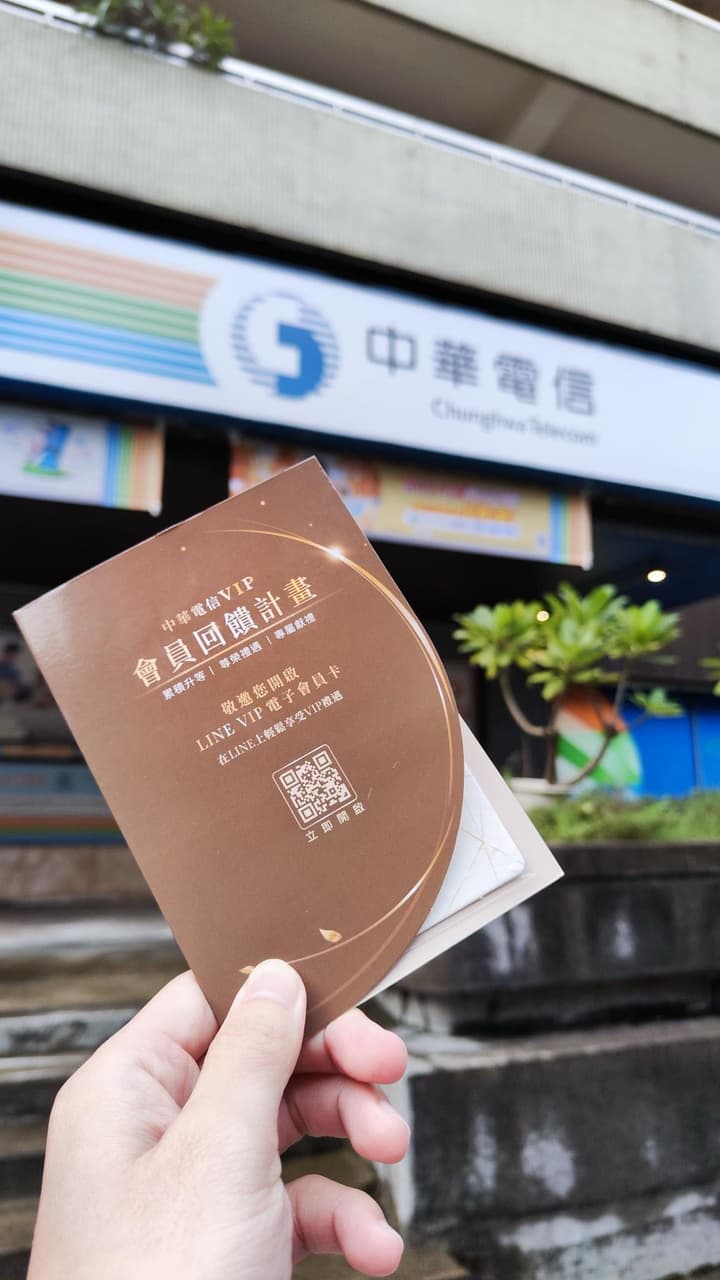 中華電信
Chunghwa Telecom
中華電信VIP
會員回饋計畫
累積升等 | 尊榮禮遇 | 專屬獻禮
敬邀您開啟
LINE VIP 電子會員卡
在LINE上輕鬆享受VIP禮遇
立即開啟